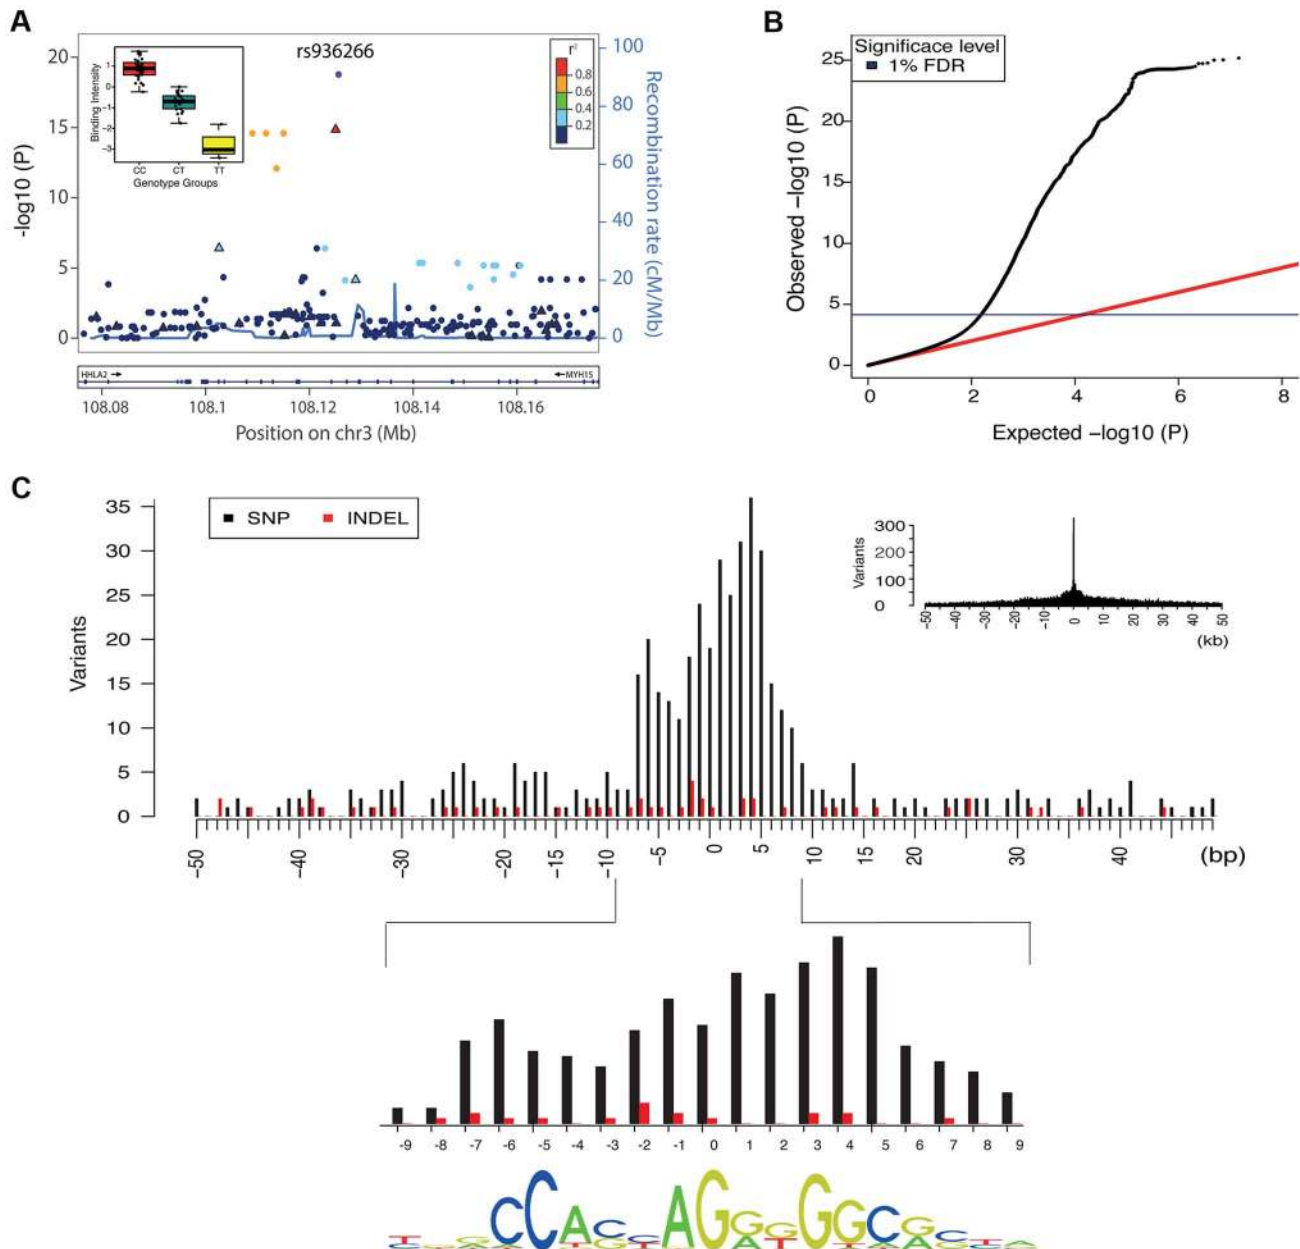 A
rs936266
20
15
10
5
0
-log10 (P)
100
80
60
40
20
0
Recombination rate (cM/Mb)
r²
0.8
0.6
0.4
0.2
Binding Intensity
1
0
−1
−2
−3
CC CT TT
Genotype Groups
HHLA2
MYH15
108.08 108.1 108.12 108.14 108.16
Position on chr3 (Mb)
B
Significace level
1% FDR
25
20
15
10
5
0
Observed −log10 (P)
0 2 4 6 8
Expected −log10 (P)
C
SNP INDEL
35
30
25
20
15
10
5
0
Variants
-50 -40 -30 -20 -10 -5 0 5 10 20 30 40 (bp)
300
200
100
0
Variants
-50 -40 -30 -20 -10 0 10 20 30 40 50
(kb)
-9 -8 -7 -6 -5 -4 -3 -2 -1 0 1 2 3 4 5 6 7 8 9